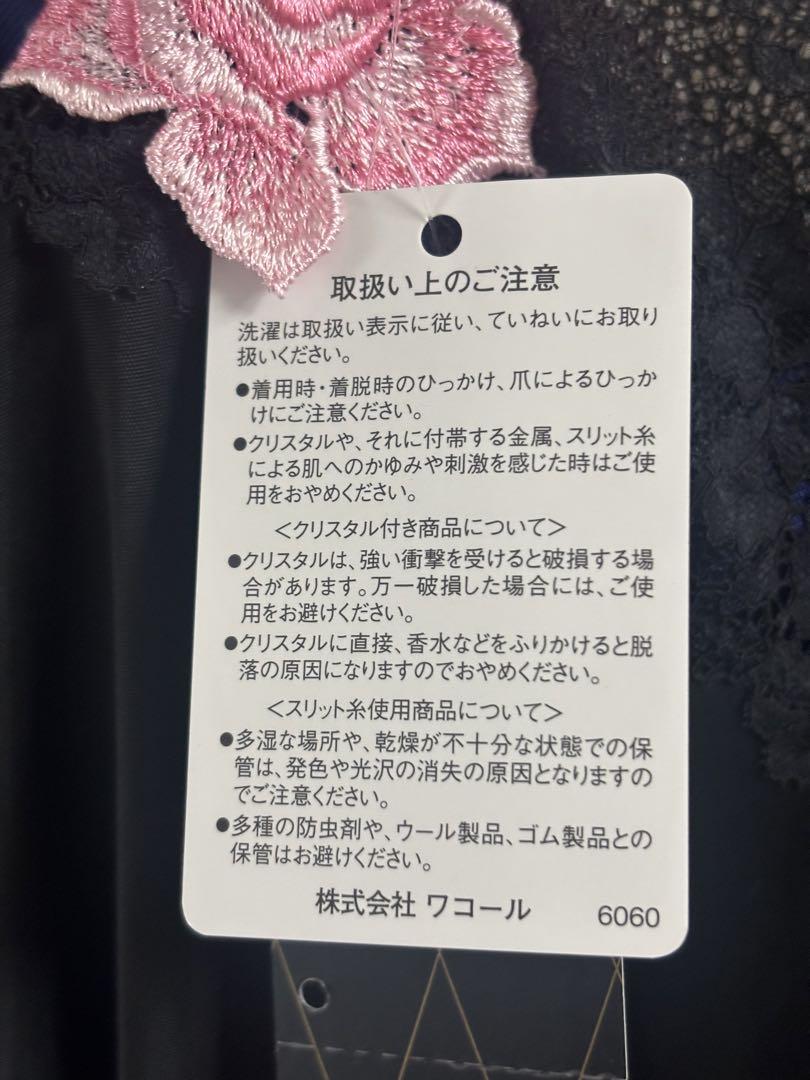 取扱い上のご注意
洗濯は取扱い表示に従い、ていねいにお取り
扱いください。
●着用時・着脱時のひっかけ、爪によるひっか
けにご注意ください。
●クリスタルや、それに付帯する金属、スリット糸
による肌へのかゆみや刺激を感じた時はご使
用をおやめください。
＜クリスタル付き商品について＞
●クリスタルは、強い衝撃を受けると破損する場
合があります。万一破損した場合には、ご使
用をお避けください。
●クリスタルに直接、香水などをふりかけると脱
落の原因になりますのでおやめください。
＜スリット糸使用商品について＞
●多湿な場所や、乾燥が不十分な状態での保
管は、発色や光沢の消失の原因となりますの
でご注意ください。
●多種の防虫剤や、ウール製品、ゴム製品との
保管はお避けください。
株式会社 ワコール 6060